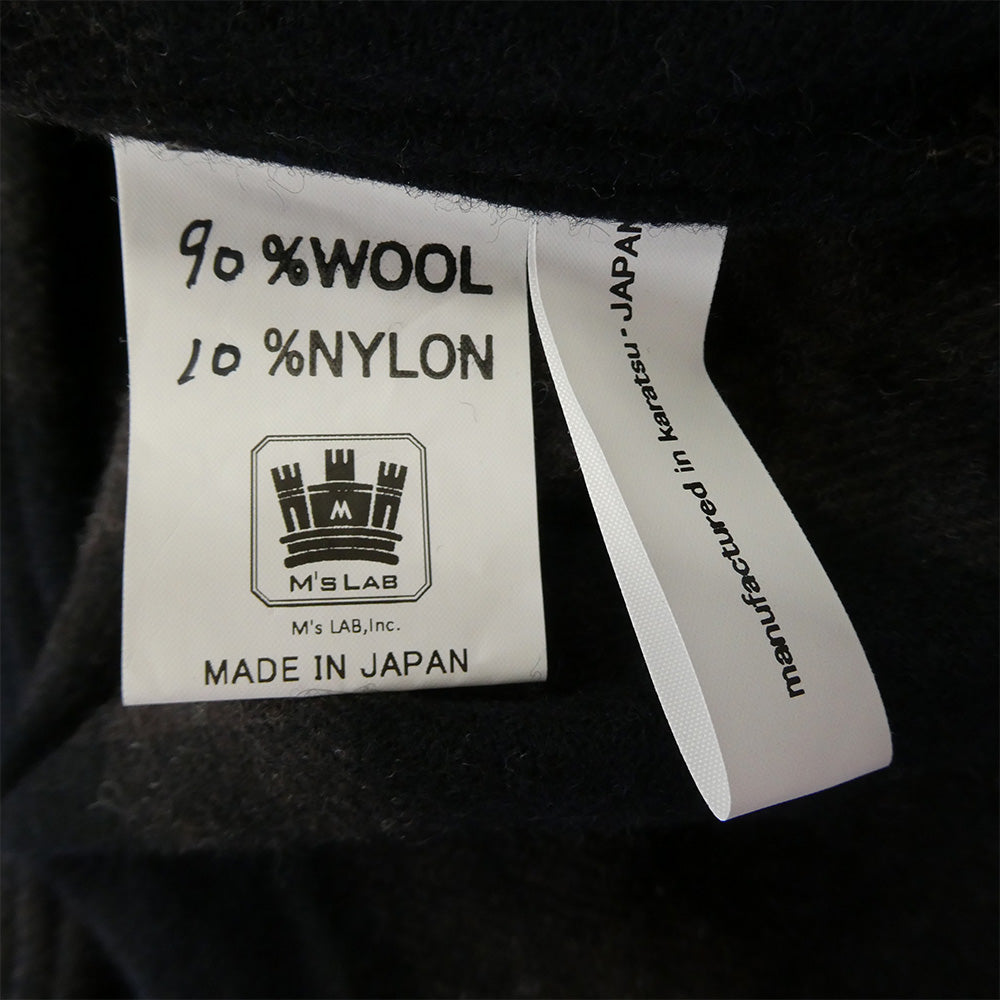 90 %WOOL
10 %NYLON
M
M's LAB
M's LAB,Inc.
MADE IN JAPAN
manufactured in karatsu · JAPAN